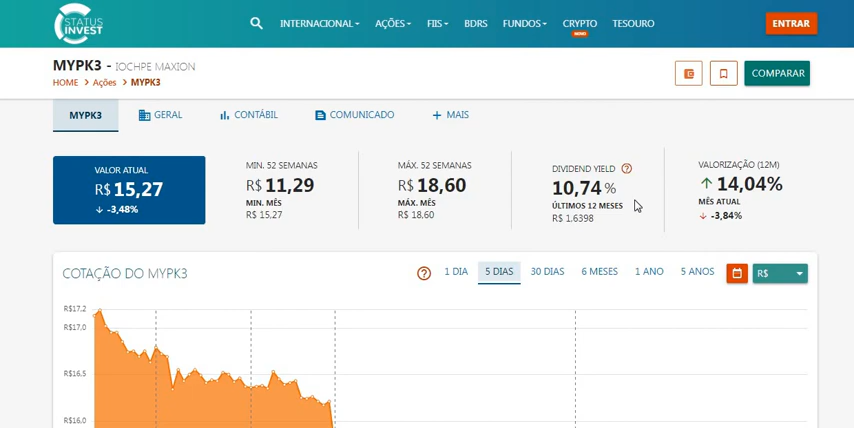 STATUS
INVEST
INTERNACIONAL AÇÕES FIIS BDRS FUNDOS CRYPTO TESOURO
ENTRAR
MYPK3 - IOCHPE MAXION
HOME > Ações > MYPK3
COMPARAR
MYPK3 GERAL CONTÁBIL COMUNICADO + MAIS
VALOR ATUAL
R$ 15,27
-3,48%
MIN. 52 SEMANAS
R$ 11,29
MIN. MÊS
R$ 15,27
MÁX. 52 SEMANAS
R$ 18,60
MÁX. MÊS
R$ 18,60
DIVIDEND YIELD ?
10,74 %
ÚLTIMOS 12 MESES
R$ 1,6398
VALORIZAÇÃO (12M)
14,04%
MÊS ATUAL
-3,84%
COTAÇÃO DO MYPK3
? 1 DIA 5 DIAS 30 DIAS 6 MESES 1 ANO 5 ANOS R$
R$17,2
R$17,0
R$16,5
R$16,0